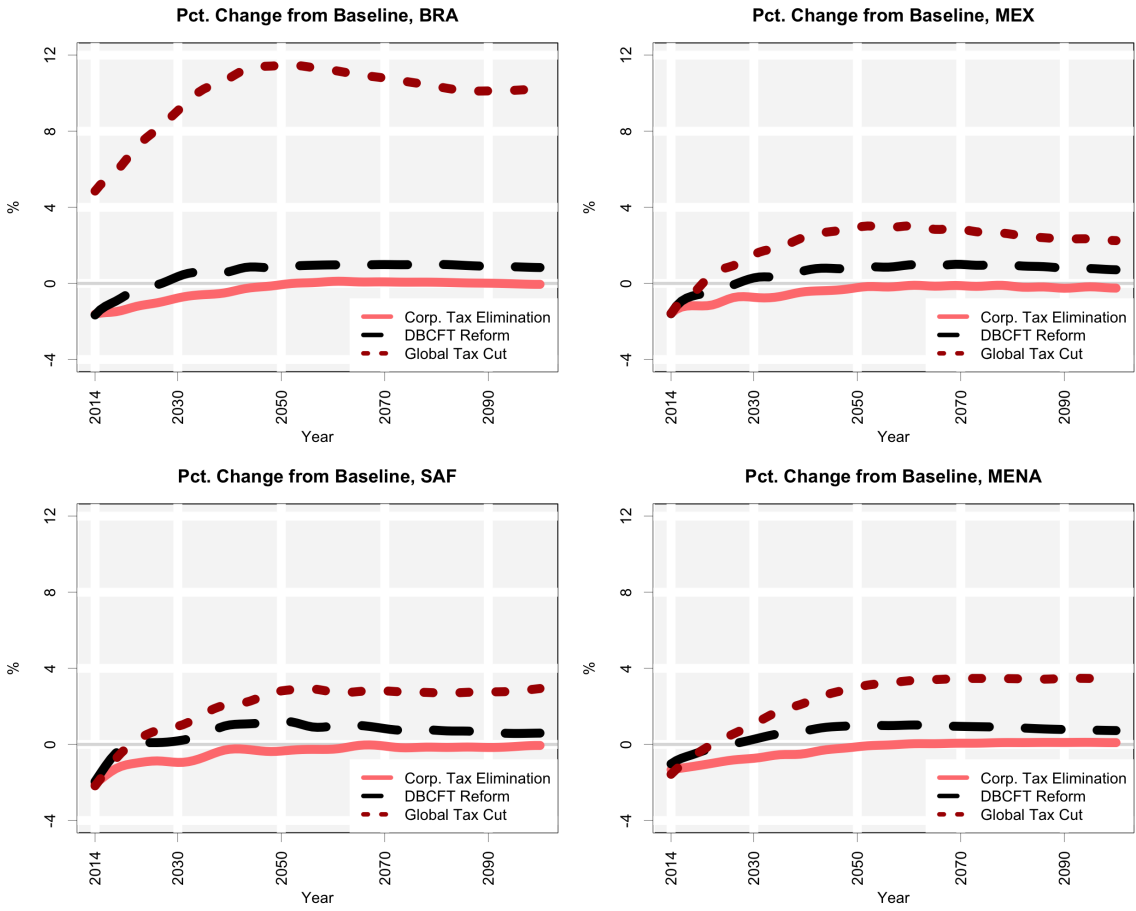 Pct. Change from Baseline, BRA
12
8
4
0
-4
%
2014
2030
2050
2070
2090
Year
Corp. Tax Elimination
DBCFT Reform
Global Tax Cut
Pct. Change from Baseline, MEX
12
8
4
0
-4
%
2014
2030
2050
2070
2090
Year
Corp. Tax Elimination
DBCFT Reform
Global Tax Cut
Pct. Change from Baseline, SAF
12
8
4
0
-4
%
2014
2030
2050
2070
2090
Year
Corp. Tax Elimination
DBCFT Reform
Global Tax Cut
Pct. Change from Baseline, MENA
12
8
4
0
-4
%
2014
2030
2050
2070
2090
Year
Corp. Tax Elimination
DBCFT Reform
Global Tax Cut